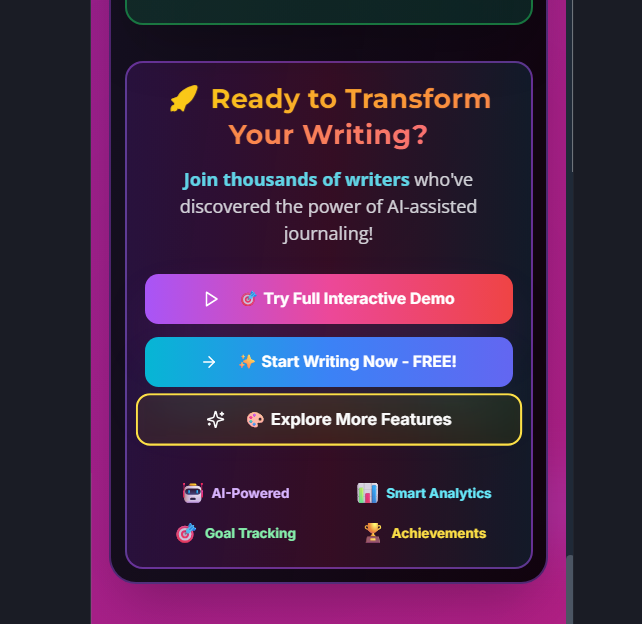 🚀 Ready to Transform
Your Writing?
Join thousands of writers who've
discovered the power of AI-assisted
journaling!
🎯 Try Full Interactive Demo
✨ Start Writing Now - FREE!
🎨 Explore More Features
🤖 AI-Powered
📊 Smart Analytics
🎯 Goal Tracking
🏆 Achievements